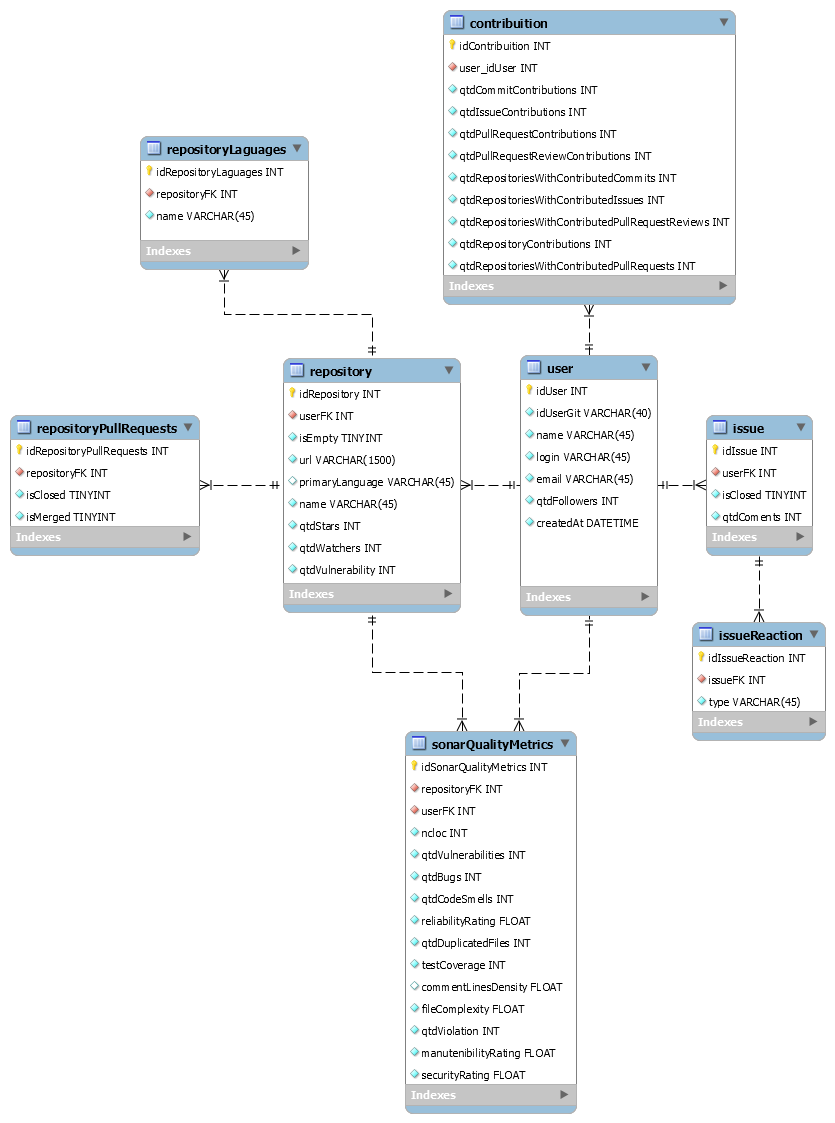 contribuition
idContribuition INT
user_idUser INT
qtdCommitContributions INT
qtdIssueContributions INT
qtdPullRequestContributions INT
qtdPullRequestReviewContributions INT
qtdRepositoriesWithContributedCommits INT
qtdRepositoriesWithContributedIssues INT
qtdRepositoriesWithContributedPullRequestReviews INT
qtdRepositoryContributions INT
qtdRepositoriesWithContributedPullRequests INT
Indexes
repositoryLaguages
idRepositoryLaguages INT
repositoryFK INT
name VARCHAR(45)
Indexes
repository
idRepository INT
userFK INT
isEmpty TINYINT
url VARCHAR(1500)
primaryLanguage VARCHAR(45)
name VARCHAR(45)
qtdStars INT
qtdWatchers INT
qtdVulnerability INT
Indexes
user
idUser INT
idUserGit VARCHAR(40)
name VARCHAR(45)
login VARCHAR(45)
email VARCHAR(45)
qtdFollowers INT
createdAt DATETIME
Indexes
repositoryPullRequests
idRepositoryPullRequests INT
repositoryFK INT
isClosed TINYINT
isMerged TINYINT
Indexes
issue
idIssue INT
userFK INT
isClosed TINYINT
qtdComents INT
Indexes
issueReaction
idIssueReaction INT
issueFK INT
type VARCHAR(45)
Indexes
sonarQualityMetrics
idSonarQualityMetrics INT
repositoryFK INT
userFK INT
ncloc INT
qtdVulnerabilities INT
qtdBugs INT
qtdCodeSmells INT
reliabilityRating FLOAT
qtdDuplicatedFiles INT
testCoverage INT
commentLinesDensity FLOAT
fileComplexity FLOAT
qtdViolation INT
manutenibilityRating FLOAT
securityRating FLOAT
Indexes